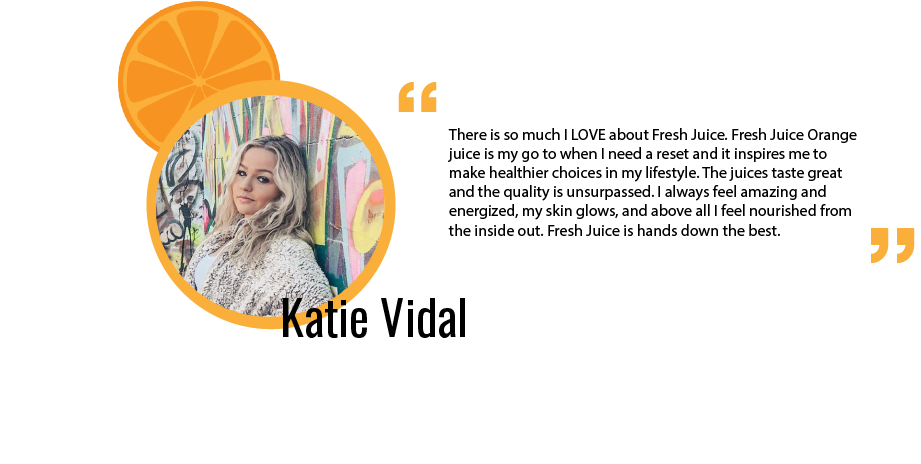 “
There is so much I LOVE about Fresh Juice. Fresh Juice Orange
juice is my go to when I need a reset and it inspires me to
make healthier choices in my lifestyle. The juices taste great
and the quality is unsurpassed. I always feel amazing and
energized, my skin glows, and above all I feel nourished from
the inside out. Fresh Juice is hands down the best.
”
Katie Vidal